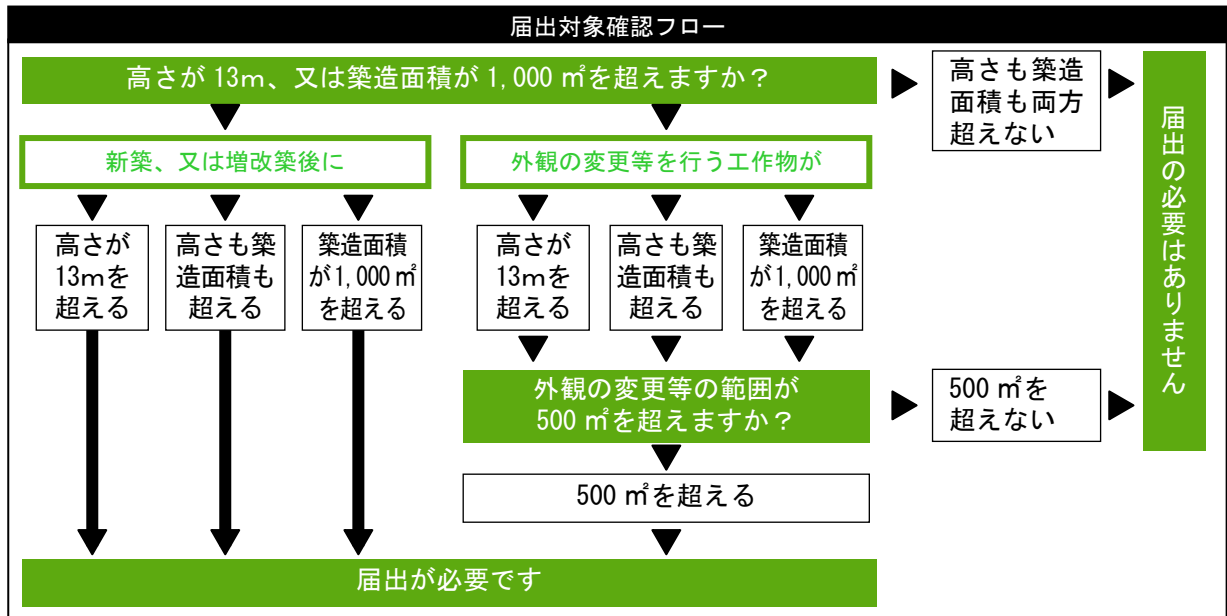 届出対象確認フロー
高さが 13ｍ、又は築造面積が 1,000 ㎡を超えますか？
高さも築造
面積も両方
超えない
届出の必要はありません
新築、又は増改築後に
外観の変更等を行う工作物が
高さが
13ｍを
超える
高さも築
造面積も
超える
築造面積
が1,000㎡
を超える
高さが
13ｍを
超える
高さも築
造面積も
超える
築造面積
が1,000㎡
を超える
外観の変更等の範囲が
500 ㎡を超えますか？
500 ㎡を
超えない
500 ㎡を超える
届出が必要です